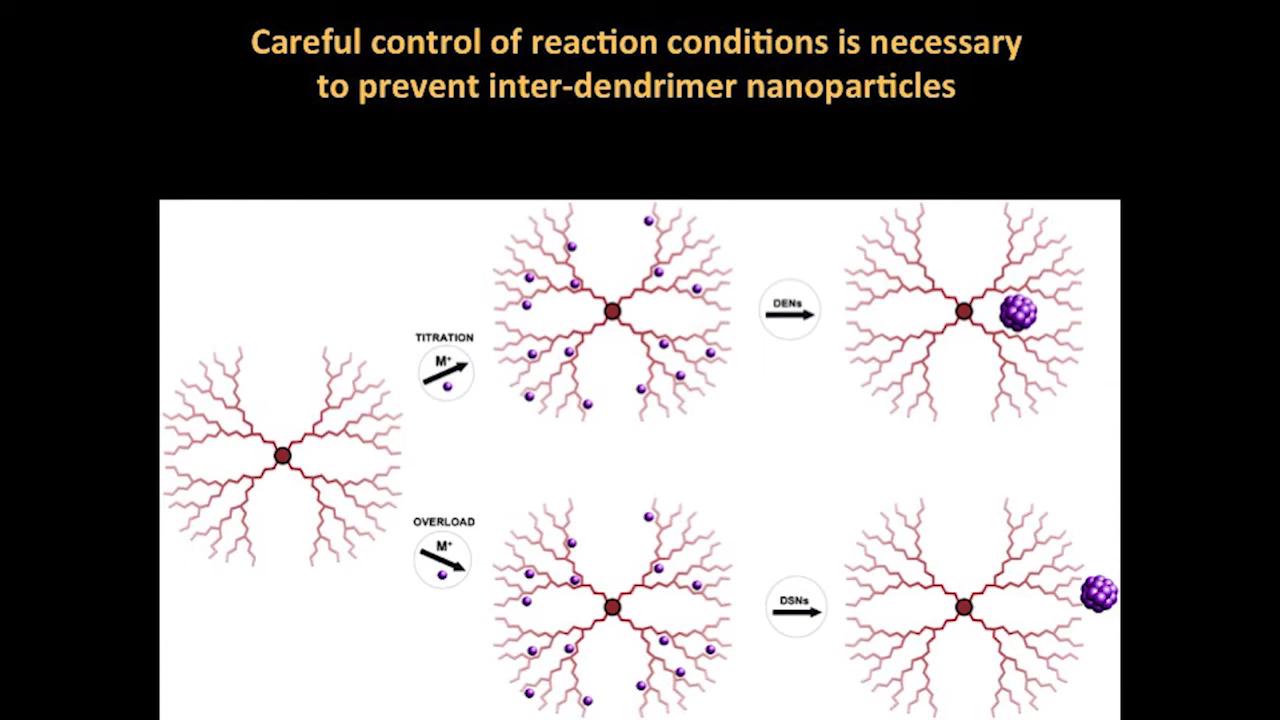 Careful control of reaction conditions is necessary
to prevent inter-dendrimer nanoparticles
TITRATION
M⁺
DENs
OVERLOAD
M⁺
DSNs